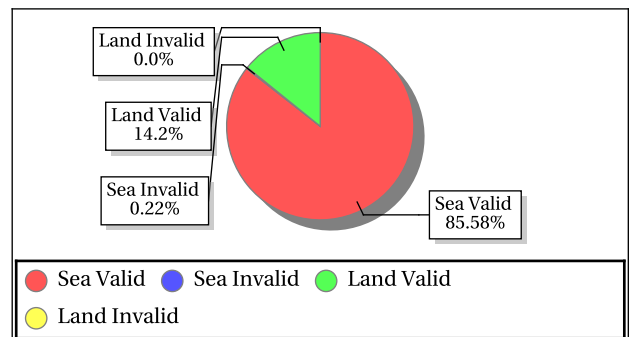 Land Invalid
0.0%
Land Valid
14.2%
Sea Invalid
0.22%
Sea Valid
85.58%
Sea Valid Sea Invalid Land Valid
Land Invalid